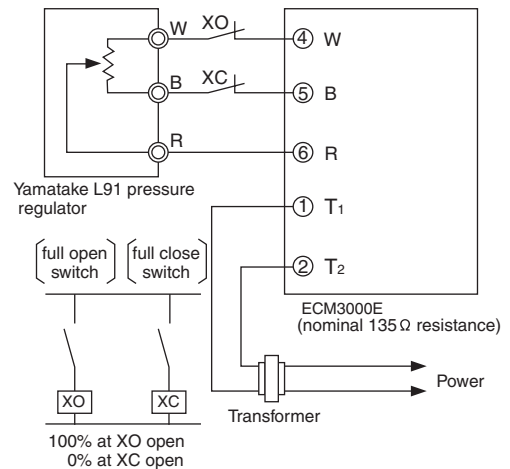 W XO ④ W
B XC ⑤ B
R ⑥ R
Yamatake L91 pressure
regulator
① T1
② T2
full open
switch
full close
switch
ECM3000E
(nominal 135 Ω resistance)
XO XC
Power
Transformer
100% at XO open
0% at XC open